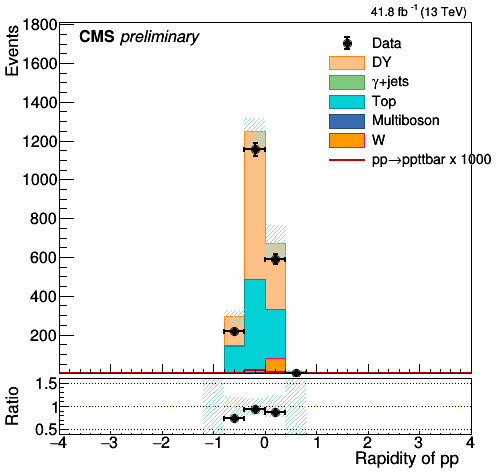 41.8 fb⁻¹ (13 TeV)
CMS preliminary
Events
1800
1600
1400
1200
1000
800
600
400
200
Data
DY
γ+jets
Top
Multiboson
W
pp→ppttbar x 1000
Ratio
1.5
1
0.5
−4 −3 −2 −1 0 1 2 3 4
Rapidity of pp